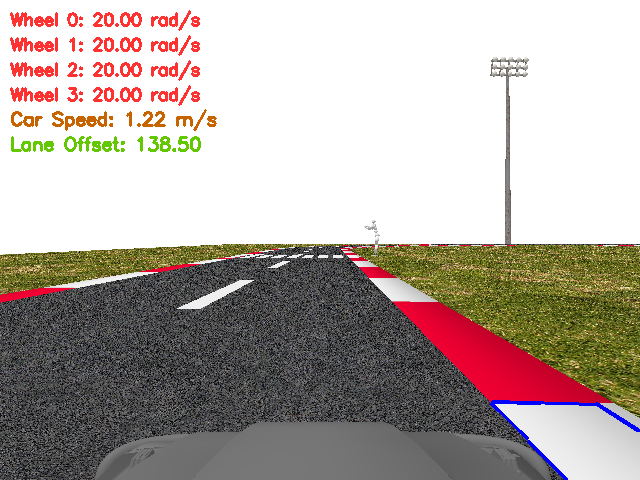 Wheel 0: 20.00 rad/s
Wheel 1: 20.00 rad/s
Wheel 2: 20.00 rad/s
Wheel 3: 20.00 rad/s
Car Speed: 1.22 m/s
Lane Offset: 138.50